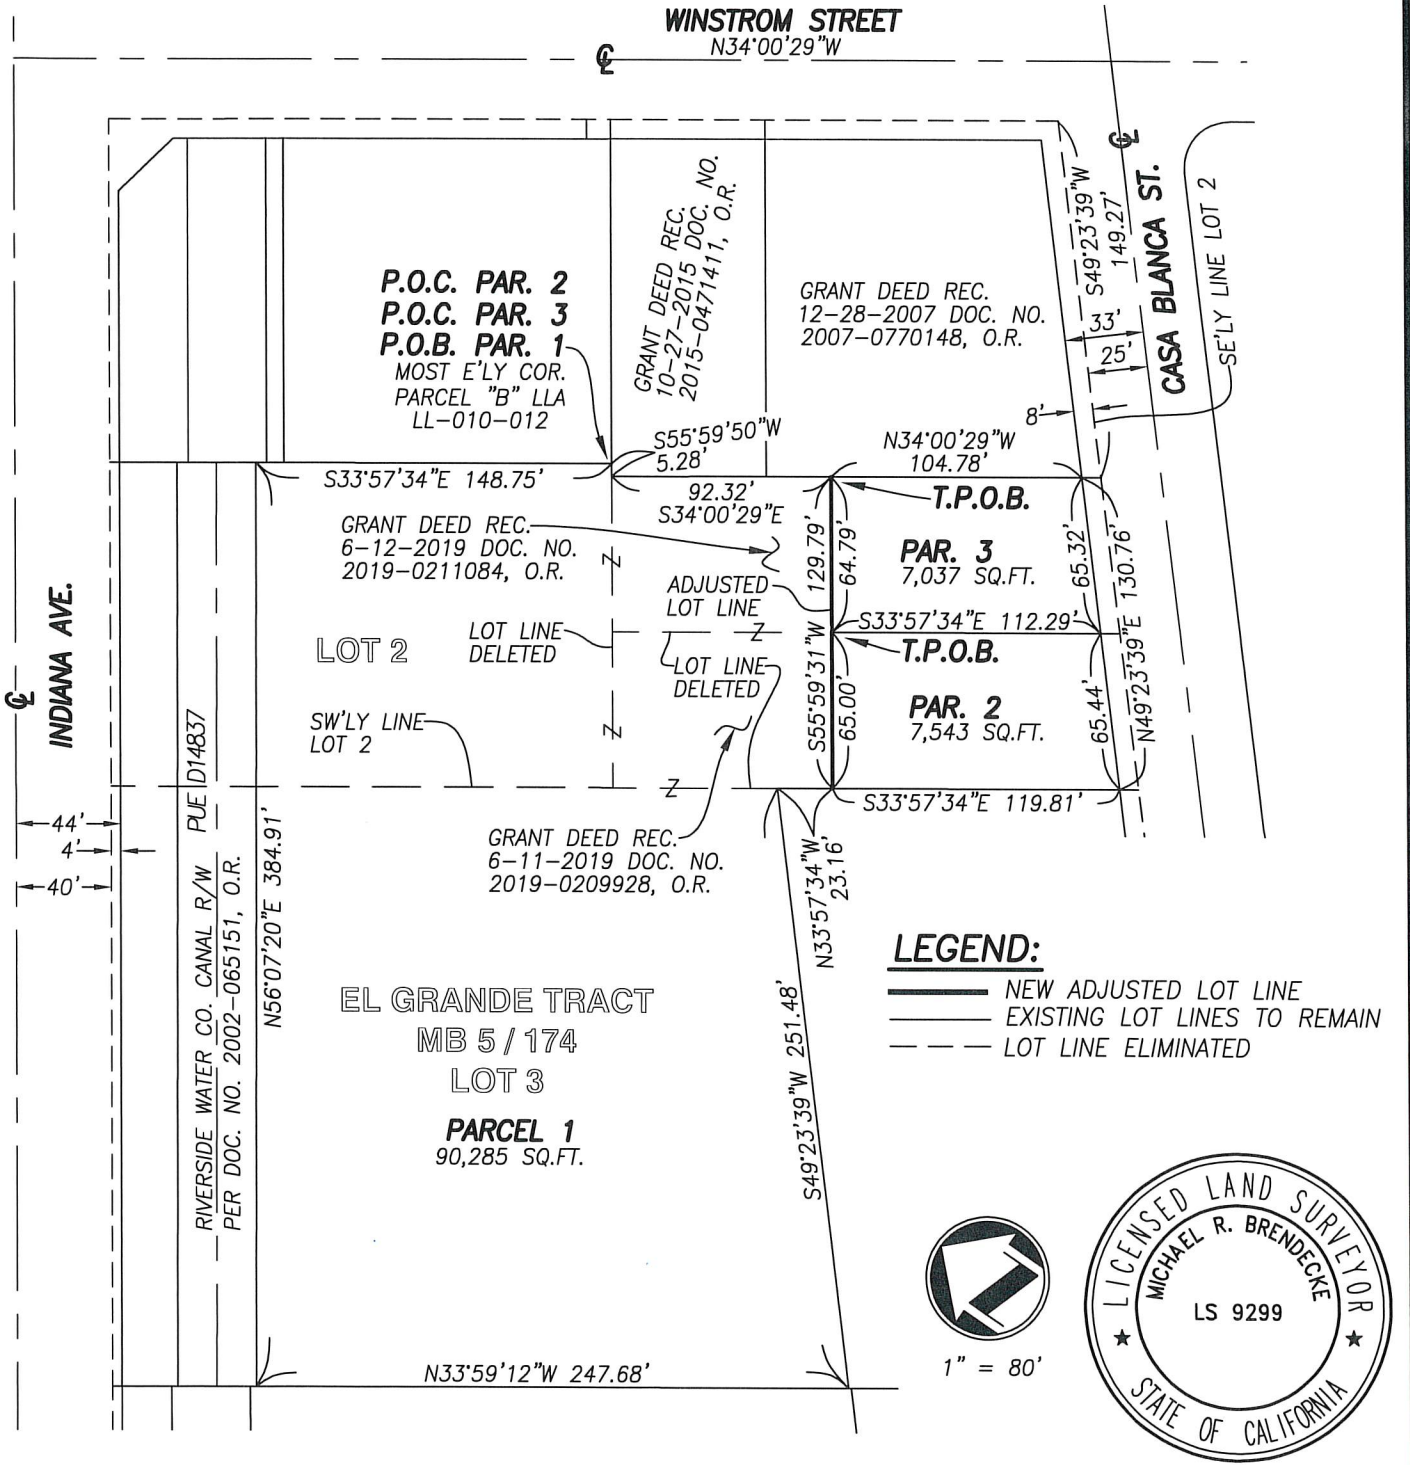 WINSTROM STREET
N34°00'29"W
℄
℄
S49°23'39"W
149.27'
CASA BLANCA ST.
SE'LY LINE LOT 2
33'
25'
8'
P.O.C. PAR. 2
P.O.C. PAR. 3
P.O.B. PAR. 1
MOST E'LY COR.
PARCEL "B" LLA
LL-010-012
GRANT DEED REC.
10-27-2015 DOC. NO.
2015-0471411, O.R.
GRANT DEED REC.
12-28-2007 DOC. NO.
2007-0770148, O.R.
S55°59'50"W
5.28'
N34°00'29"W
104.78'
S33°57'34"E 148.75'
92.32'
S34°00'29"E
T.P.O.B.
GRANT DEED REC.
6-12-2019 DOC. NO.
2019-0211084, O.R.
Z
129.79'
64.79'
PAR. 3
7,037 SQ.FT.
65.32'
ADJUSTED
LOT LINE
S33°57'34"E 112.29'
N49°23'39"E 130.76'
LOT 2
LOT LINE
DELETED
Z
LOT LINE
DELETED
T.P.O.B.
S55°59'31"W
65.00'
PAR. 2
7,543 SQ.FT.
65.44'
℄
INDIANA AVE.
SW'LY LINE
LOT 2
Z
Z
S33°57'34"E 119.81'
44'
4'
40'
RIVERSIDE WATER CO. CANAL R/W PUE D14837
PER DOC. NO. 2002-065151, O.R.
N56°07'20"E 384.91'
GRANT DEED REC.
6-11-2019 DOC. NO.
2019-0209928, O.R.
N33°57'34"W
23.16'
S49°23'39"W 251.48'
LEGEND:
NEW ADJUSTED LOT LINE
EXISTING LOT LINES TO REMAIN
LOT LINE ELIMINATED
EL GRANDE TRACT
MB 5 / 174
LOT 3
PARCEL 1
90,285 SQ.FT.
N33°59'12"W 247.68'
1" = 80'
LICENSED LAND SURVEYOR
MICHAEL R. BRENDECKE
LS 9299
STATE OF CALIFORNIA